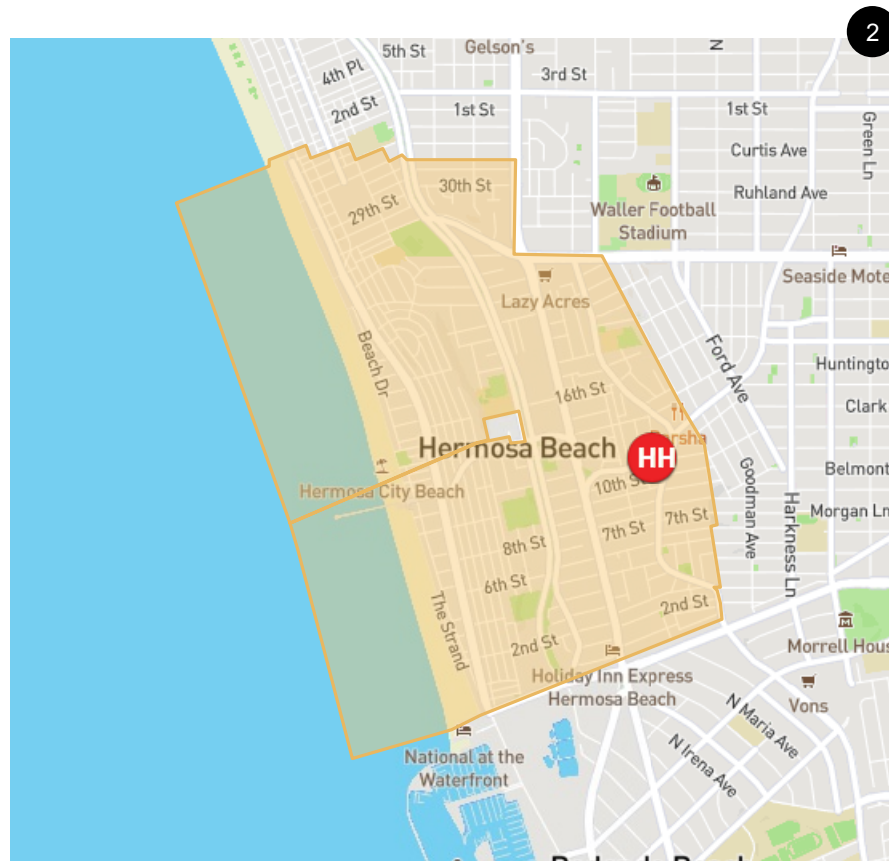 2
5th St
Gelson's
N
4th Pl
3rd St
2nd St
1st St
1st St
Green Ln
Curtis Ave
30th St
Ruhland Ave
29th St
Waller Football
Stadium
Seaside Mote
Lazy Acres
Beach Dr
Ford Ave
Huntingto
16th St
Clark
Hermosa Beach
HH
Hermosa City Beach
10th St
Goodman Ave
Belmont
Harkness Ln
Morgan Ln
7th St
7th St
8th St
6th St
The Strand
2nd St
2nd St
Morrell Hous
Holiday Inn Express
Hermosa Beach
Vons
N Maria Ave
N Irena Ave
National at the
Waterfront